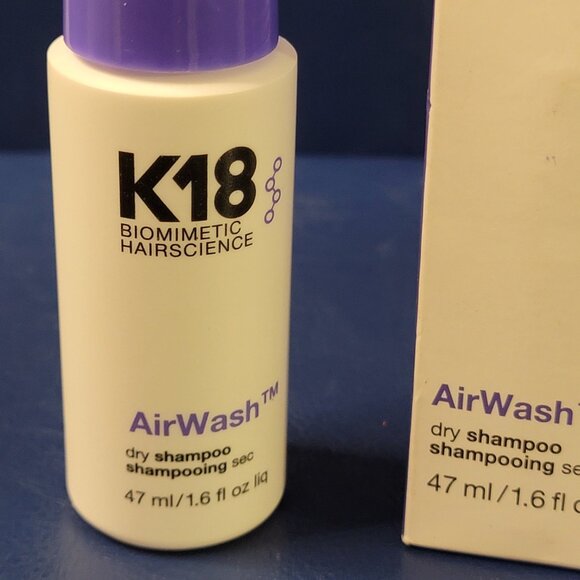 K18
BIOMIMETIC
HAIRSCIENCE
AirWash™
dry shampoo
shampooing sec
47 ml/1.6 fl oz liq
AirWash
dry shampoo
shampooing
47 ml/1.6 fl